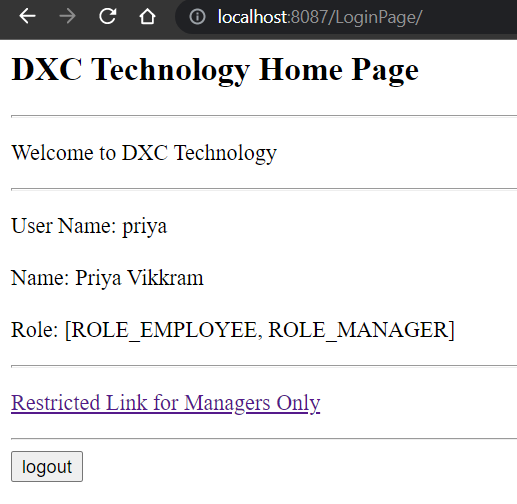 localhost:8087/LoginPage/
DXC Technology Home Page
Welcome to DXC Technology
User Name: priya
Name: Priya Vikkram
Role: [ROLE_EMPLOYEE, ROLE_MANAGER]
Restricted Link for Managers Only
logout